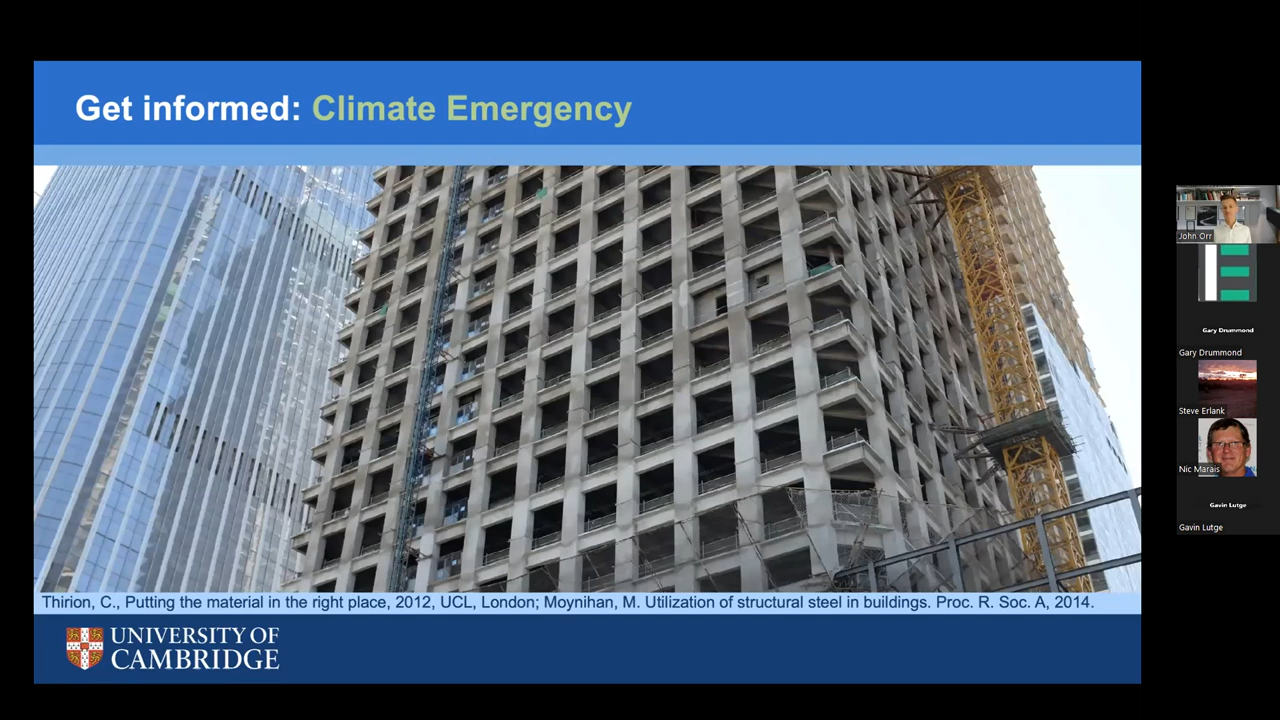 Get informed: Climate Emergency
Thirion, C., Putting the material in the right place, 2012, UCL, London; Moynihan, M. Utilization of structural steel in buildings. Proc. R. Soc. A, 2014.
UNIVERSITY OF
CAMBRIDGE
John Orr
Gary Drummond
Gary Drummond
Steve Erlank
Nic Marais
Gavin Lutge
Gavin Lutge